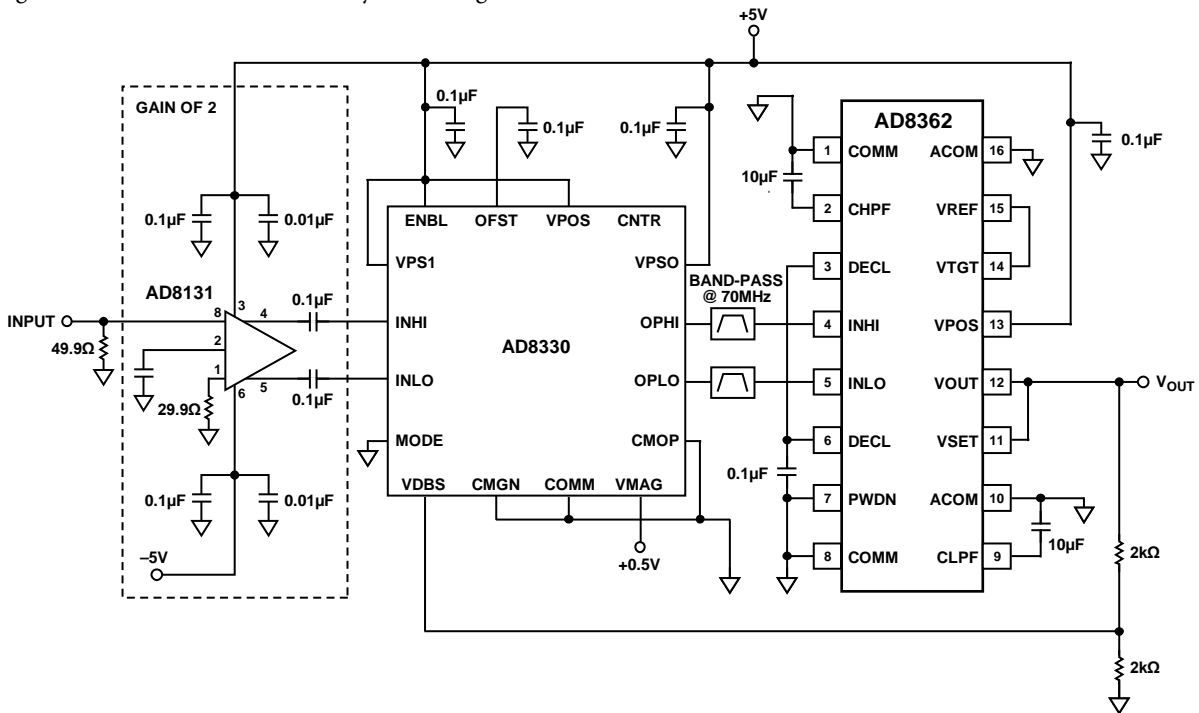 +5V
GAIN OF 2
0.1µF
0.1µF
0.1µF
AD8362
0.1µF
1 COMM
ACOM 16
10µF
2 CHPF
VREF 15
0.1µF
0.01µF
ENBL
OFST
VPOS
CNTR
VPS1
VPSO
3 DECL
VTGT 14
BAND-PASS
@ 70MHz
AD8131
3
0.1µF
INPUT
8
4
INHI
OPHI
4 INHI
VPOS 13
49.9Ω
2
AD8330
1
5
INLO
OPLO
5 INLO
VOUT 12
VOUT
29.9Ω
6
0.1µF
MODE
CMOP
6 DECL
VSET 11
0.1µF
0.1µF
0.01µF
VDBS
CMGN
COMM
VMAG
7 PWDN
ACOM 10
10µF
–5V
+0.5V
8 COMM
CLPF 9
2kΩ
2kΩ